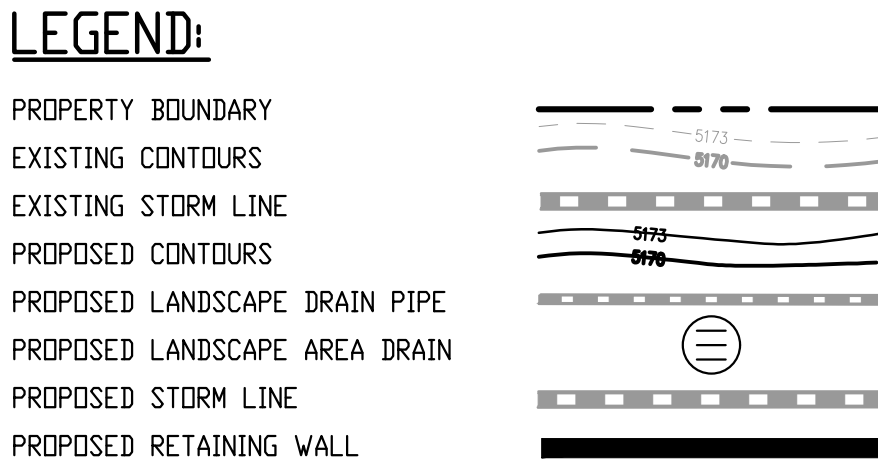 LEGEND:
PROPERTY BOUNDARY
5173
EXISTING CONTOURS
5170
EXISTING STORM LINE
5173
PROPOSED CONTOURS
5170
PROPOSED LANDSCAPE DRAIN PIPE
PROPOSED LANDSCAPE AREA DRAIN
PROPOSED STORM LINE
PROPOSED RETAINING WALL